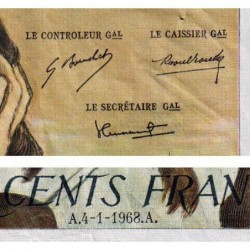 LE CONTROLEUR GAL
LE CAISSIER GAL
LE SECRÉTAIRE GAL
CENTS FRAN
A.4-1-1968.A.